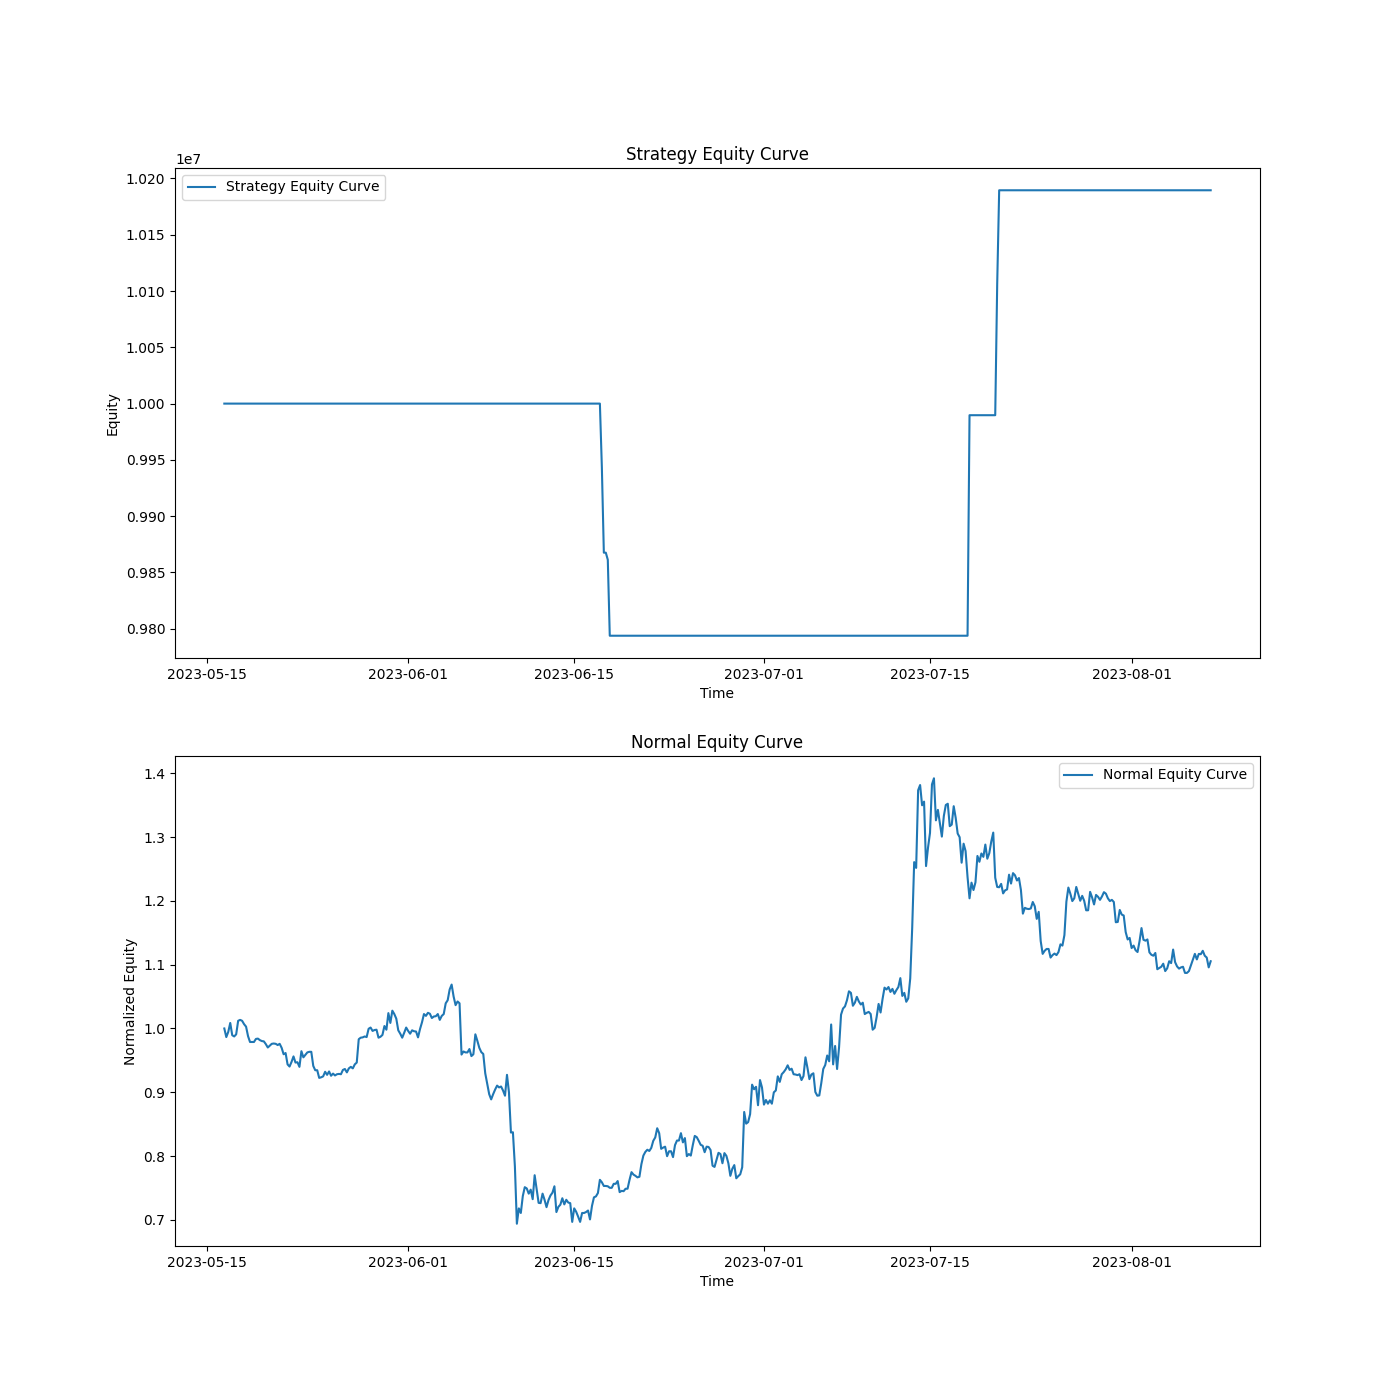 Strategy Equity Curve
1e7
Strategy Equity Curve
1.020
1.015
1.010
1.005
1.000
0.995
0.990
0.985
0.980
Equity
2023-05-15 2023-06-01 2023-06-15 2023-07-01 2023-07-15 2023-08-01
Time
Normal Equity Curve
Normal Equity Curve
1.4
1.3
1.2
1.1
1.0
0.9
0.8
0.7
Normalized Equity
2023-05-15 2023-06-01 2023-06-15 2023-07-01 2023-07-15 2023-08-01
Time